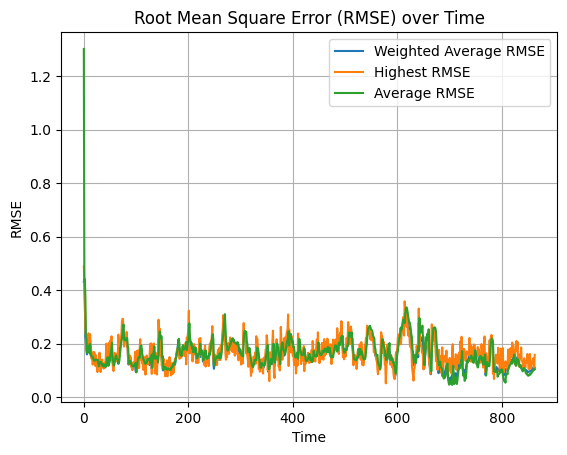 Root Mean Square Error (RMSE) over Time
Weighted Average RMSE
Highest RMSE
Average RMSE
RMSE
1.2
1.0
0.8
0.6
0.4
0.2
0.0
0 200 400 600 800
Time